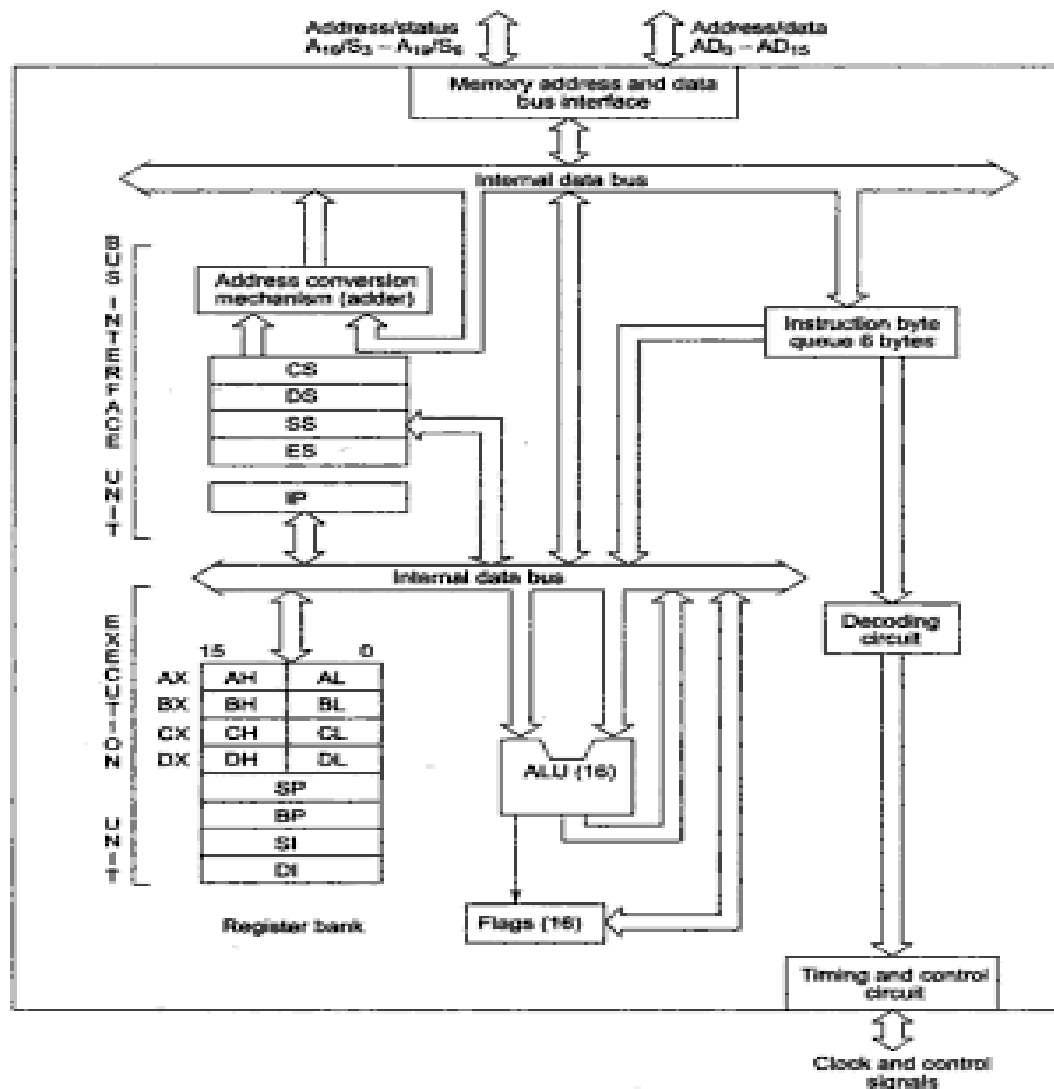 Address/status
A₁₆/S₃ – A₁₉/S₆
Address/data
AD₀ – AD₁₅
Memory address and data
bus interface
Internal data bus
BUS INTERFACE UNIT
Address conversion
mechanism (adder)
Instruction byte
queue 6 bytes
CS
DS
SS
ES
IP
Internal data bus
EXECUTION UNIT
15 0
AX AH AL
BX BH BL
CX CH CL
DX DH DL
SP
BP
SI
DI
Register bank
ALU (16)
Flags (16)
Decoding
circuit
Timing and control
circuit
Clock and control
signals